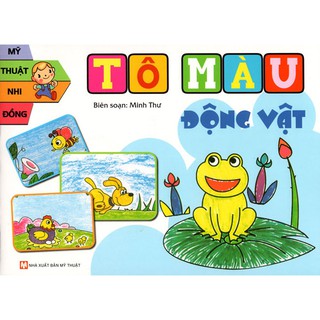 MỸ
THUẬT
NHI
ĐỒNG
TÔ MÀU
Biên soạn: Minh Thư
ĐỘNG VẬT
NHÀ XUẤT BẢN MỸ THUẬT